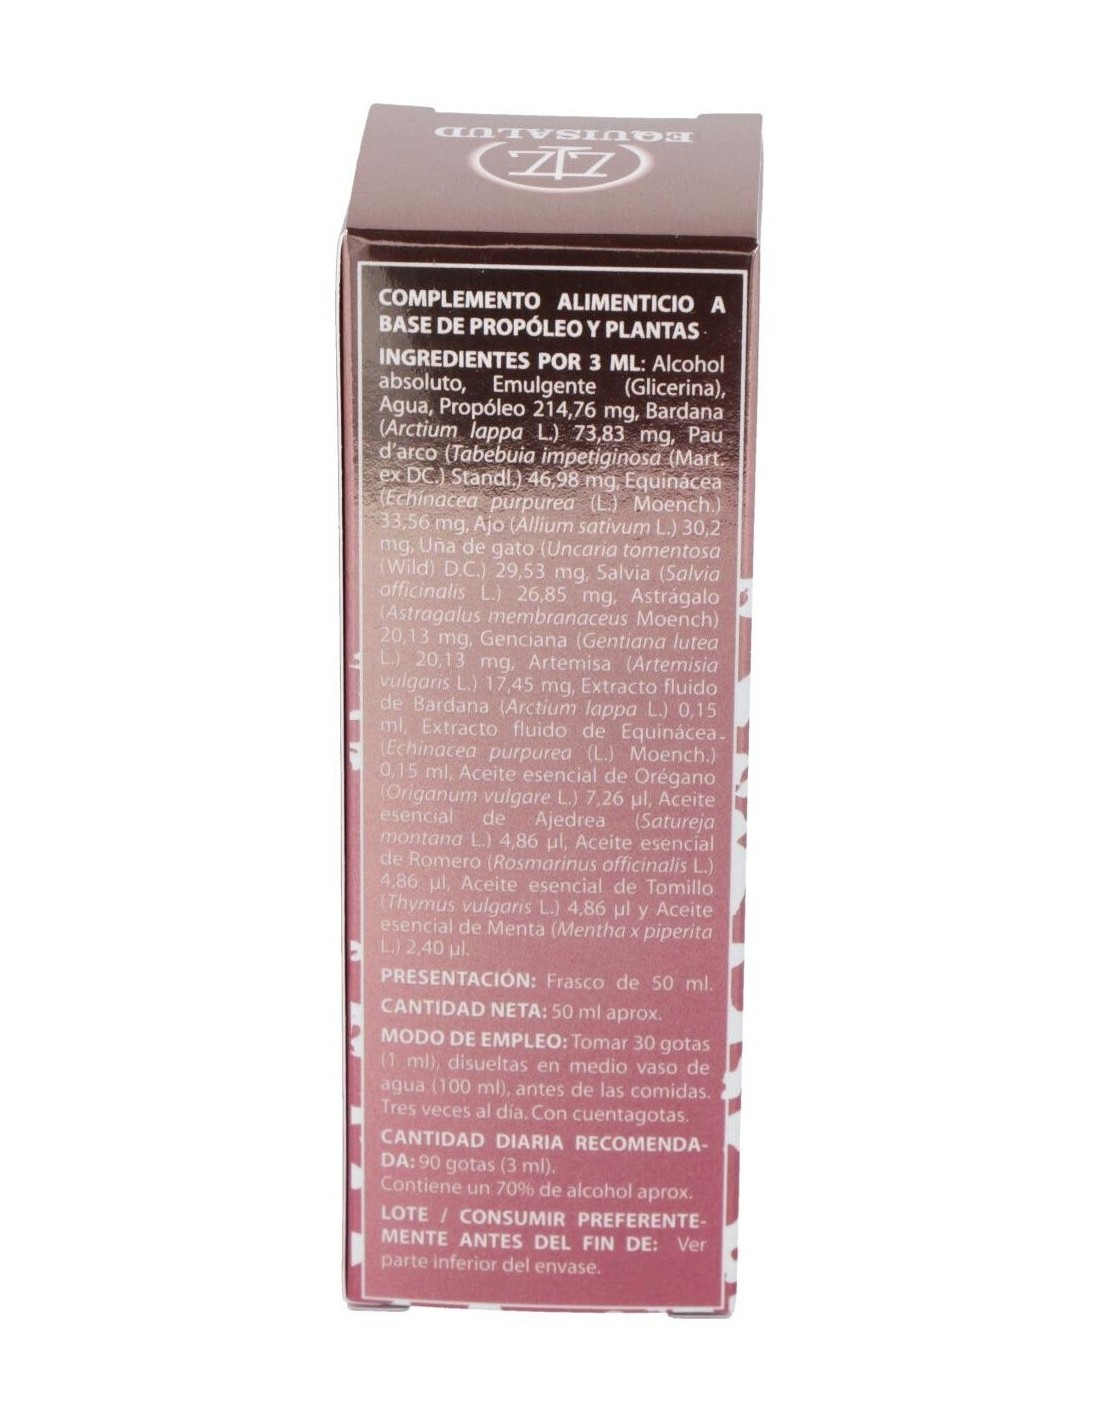 EQUISALUD
COMPLEMENTO ALIMENTICIO A
BASE DE PROPÓLEO Y PLANTAS
INGREDIENTES POR 3 ML: Alcohol
absoluto, Emulgente (Glicerina),
Agua, Propóleo 214,76 mg, Bardana
(Arctium lappa L.) 73,83 mg, Pau
d'arco (Tabebuia impetiginosa (Mart.
ex DC.) Standl.) 46,98 mg, Equinácea
(Echinacea purpurea (L.) Moench.)
33,56 mg, Ajo (Allium sativum L.) 30,2
mg, Uña de gato (Uncaria tomentosa
(Wild) D.C.) 29,53 mg, Salvia (Salvia
officinalis L.) 26,85 mg, Astrágalo
(Astragalus membranaceus Moench)
20,13 mg, Genciana (Gentiana lutea
L.) 20,13 mg, Artemisa (Artemisia
vulgaris L.) 17,45 mg, Extracto fluido
de Bardana (Arctium lappa L.) 0,15
ml, Extracto fluido de Equinácea
(Echinacea purpurea (L.) Moench.)
0,15 ml, Aceite esencial de Orégano
(Origanum vulgare L.) 7,26 µl, Aceite
esencial de Ajedrea (Satureja
montana L.) 4,86 µl, Aceite esencial
de Romero (Rosmarinus officinalis L.)
4,86 µl, Aceite esencial de Tomillo
(Thymus vulgaris L.) 4,86 µl y Aceite
esencial de Menta (Mentha x piperita
L.) 2,40 µl.
PRESENTACIÓN: Frasco de 50 ml.
CANTIDAD NETA: 50 ml aprox.
MODO DE EMPLEO: Tomar 30 gotas
(1 ml), disueltas en medio vaso de
agua (100 ml), antes de las comidas.
Tres veces al día. Con cuentagotas.
CANTIDAD DIARIA RECOMENDA-
DA: 90 gotas (3 ml).
Contiene un 70% de alcohol aprox.
LOTE / CONSUMIR PREFERENTE-
MENTE ANTES DEL FIN DE: Ver
parte inferior del envase.